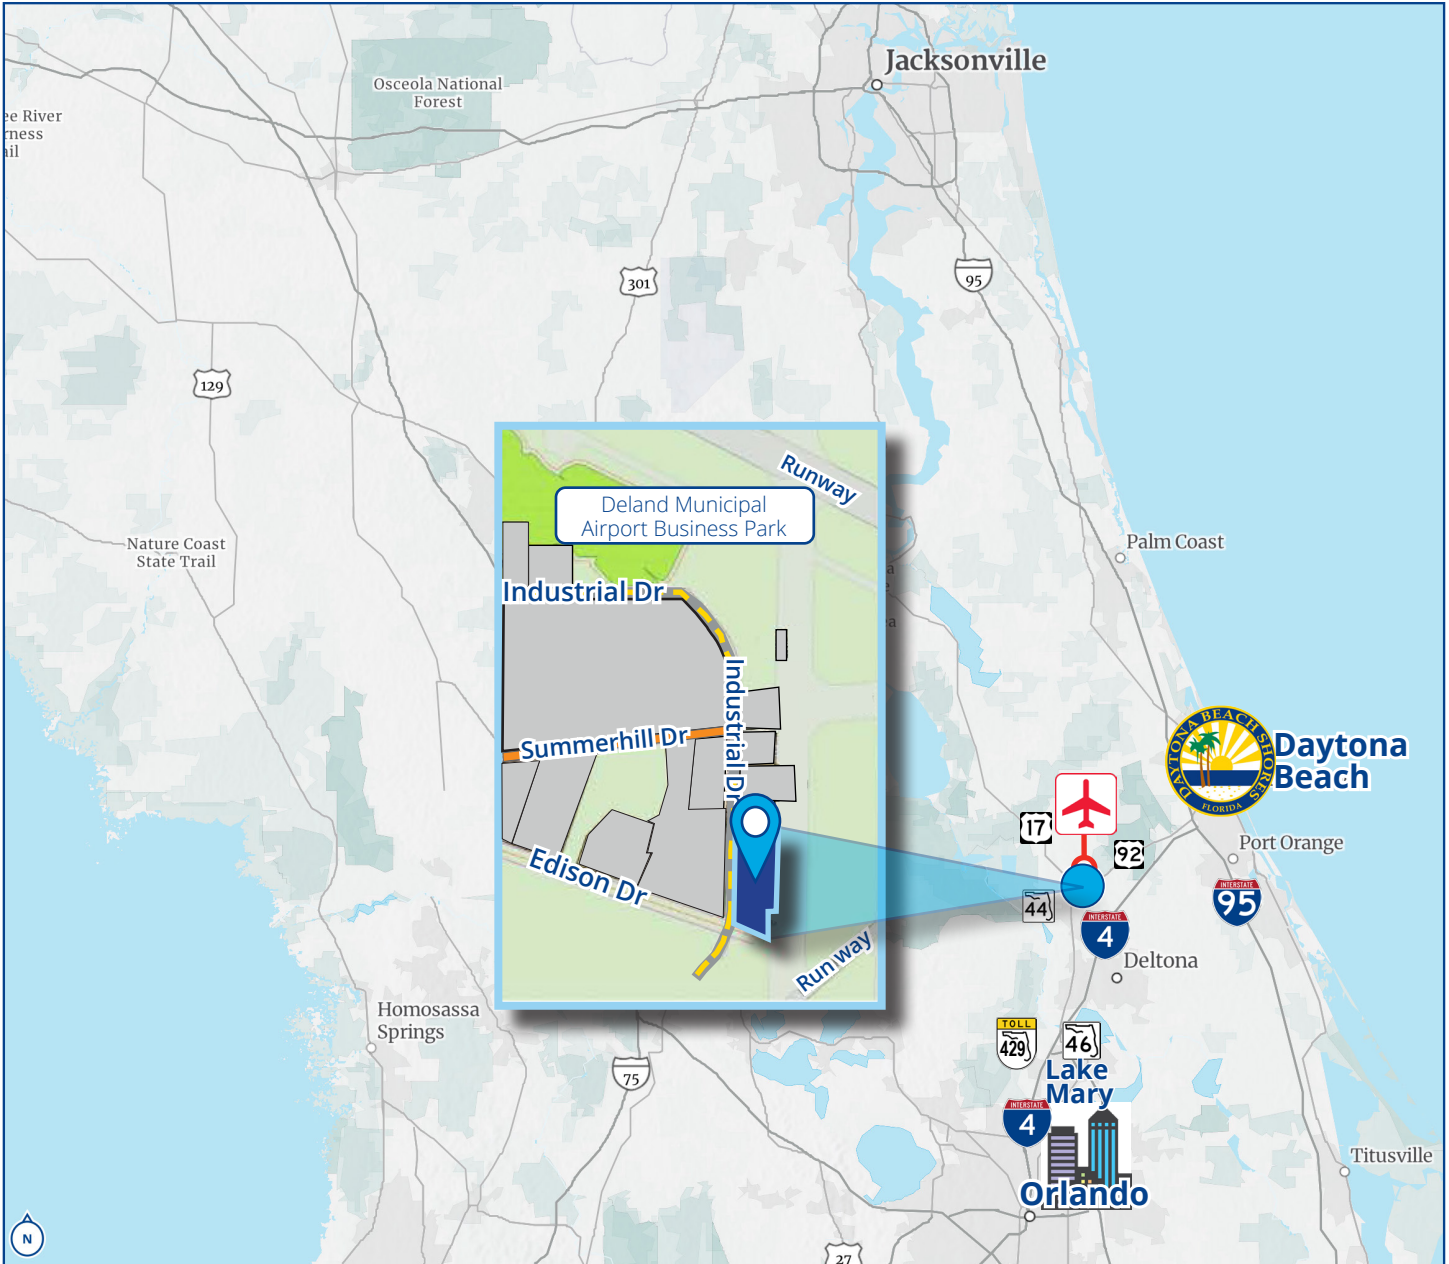 Jacksonville
Osceola National
Forest
ee River
rness
ail
301
95
129
Runway
Deland Municipal
Airport Business Park
Nature Coast
State Trail
Palm Coast
Industrial Dr
Industrial Dr
Summerhill Dr
Edison Dr
Run way
DAYTONA BEACH SHORES
FLORIDA
Daytona
Beach
17
92
Port Orange
44
INTERSTATE
95
INTERSTATE
4
Deltona
Homosassa
Springs
TOLL
429
46
Lake
Mary
75
INTERSTATE
4
Titusville
Orlando
N
27